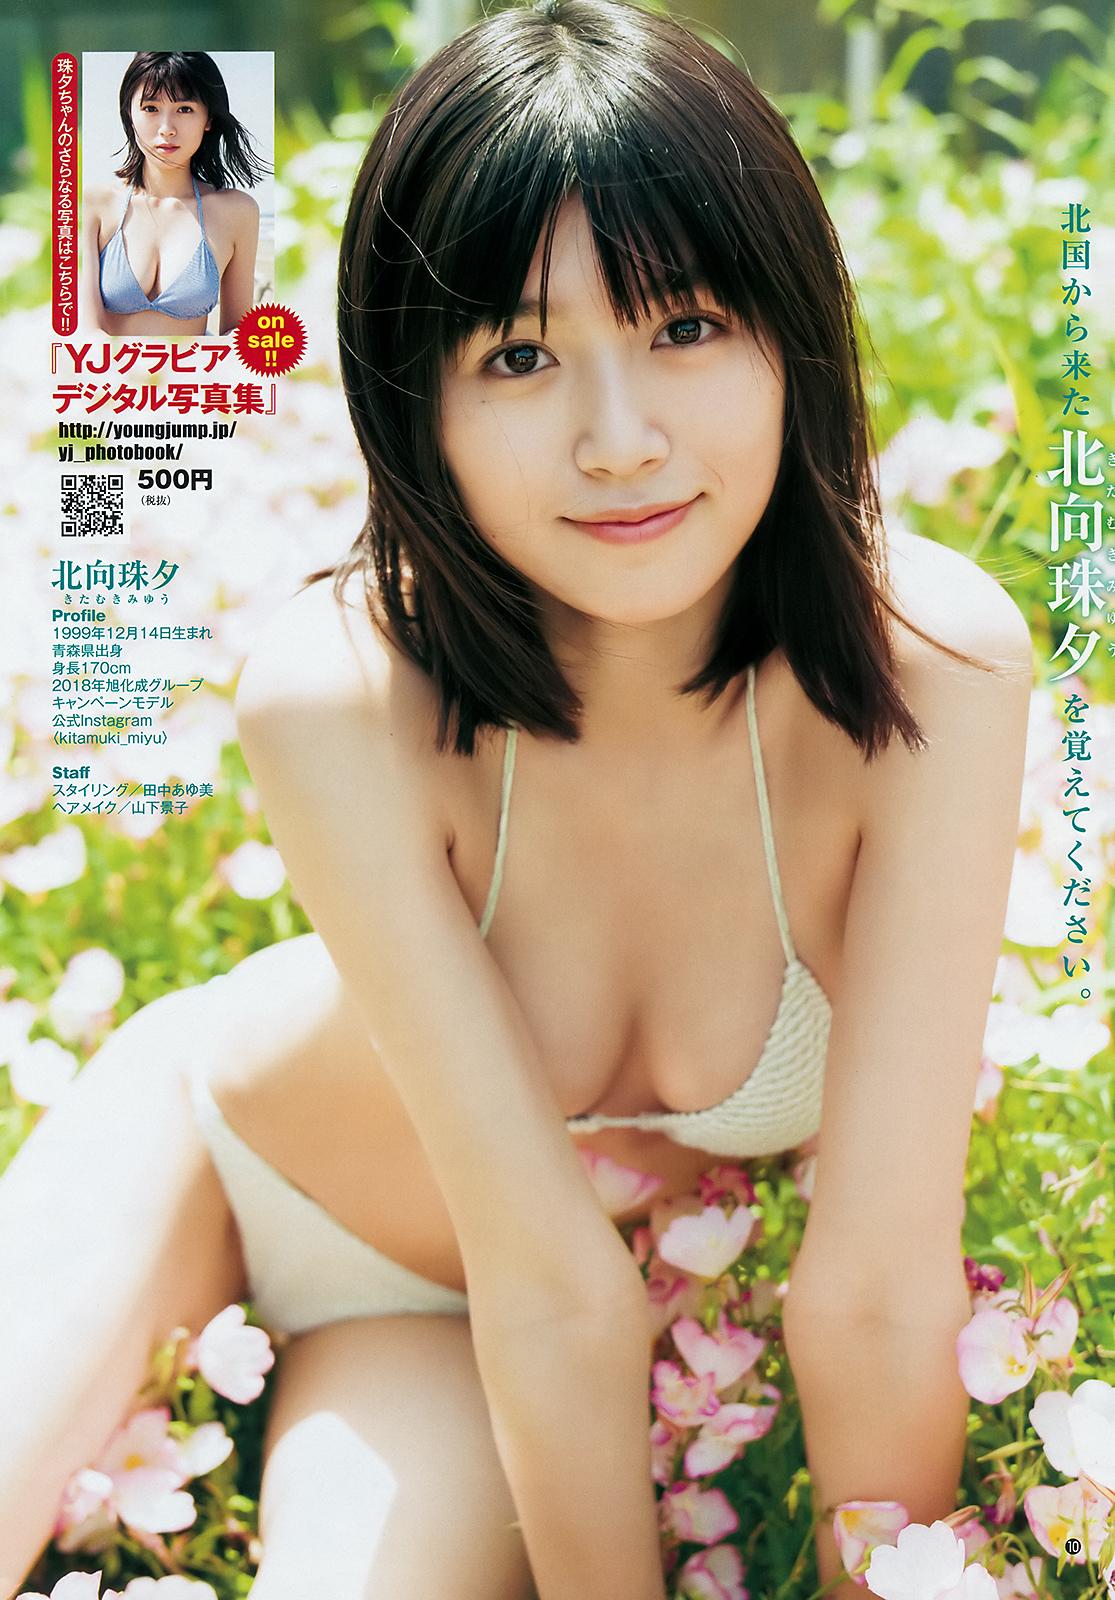 珠夕ちゃんのさらなる写真はこちらで!!
on
sale
!!
『YJグラビア
デジタル写真集』
http://youngjump.jp/
yj_photobook/
500円
（税抜）
北向珠夕
きたむきみゆう
Profile
1999年12月14日生まれ
青森県出身
身長170cm
2018年旭化成グループ
キャンペーンモデル
公式Instagram
〈kitamuki_miyu〉
Staff
スタイリング／田中あゆ美
ヘアメイク／山下景子
北国から来た北向珠夕を覚えてください。
きたむきみゆう
10